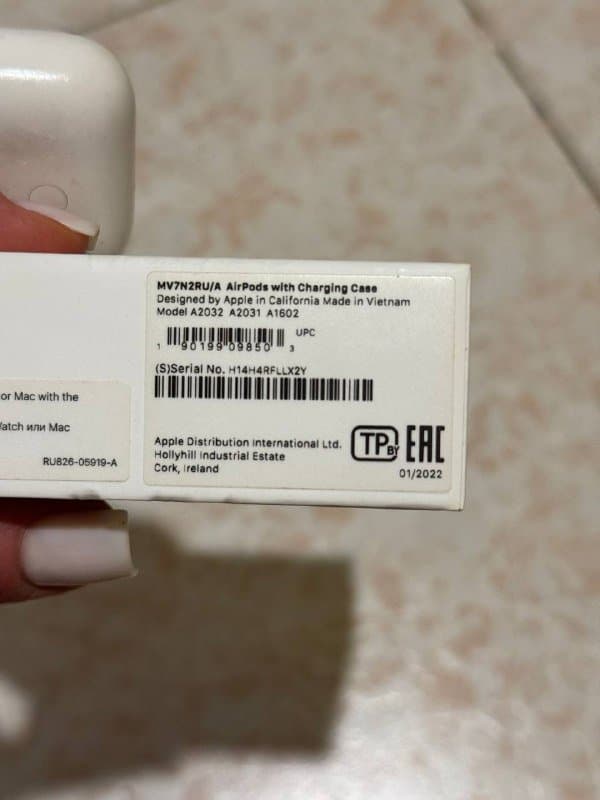 MV7N2RU/A AirPods with Charging Case
Designed by Apple in California Made in Vietnam
Model A2032 A2031 A1602
UPC
1 90199 09850 3
(S)Serial No. H14H4RFLLX2Y
Apple Distribution International Ltd.
Hollyhill Industrial Estate
Cork, Ireland
TP BY EAC
01/2022
or Mac with the
Watch или Mac
RU826-05919-A